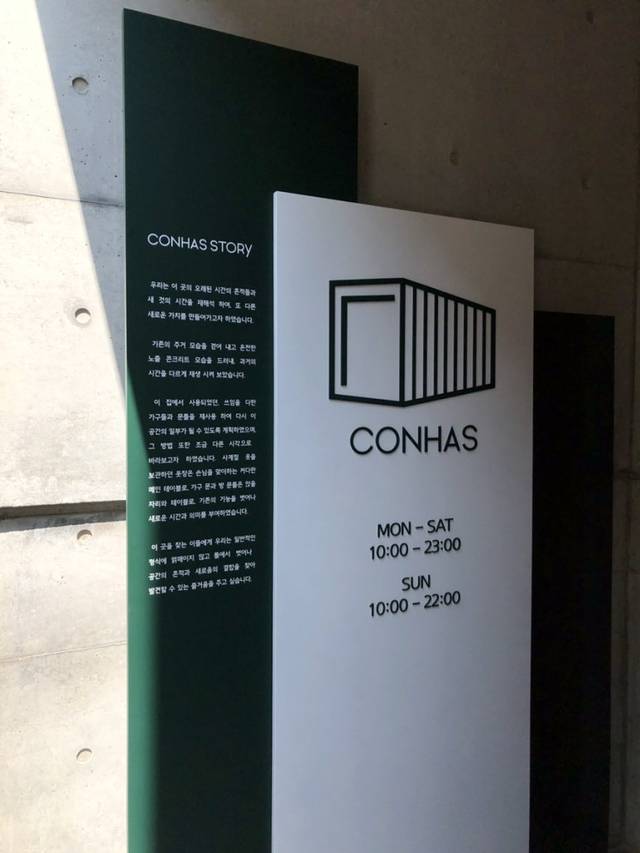 CONHAS STORY
우리는 이 곳의 오래된 시간의 흔적들과
새 것의 시간을 재해석 하여, 또 다른
새로운 가치를 만들어가고자 하였습니다.
기존의 주거 모습을 걷어 내고 온전한
노출 콘크리트 모습을 드러내, 과거의
시간을 다르게 재생 시켜 보았습니다.
이 집에서 사용되었던, 쓰임을 다한
가구들과 문틀을 재사용 하여 다시 이
공간의 일부가 될 수 있도록 계획하였으며,
그 방법 또한 조금 다른 시각으로
바라보고자 하였습니다. 사계절 옷을
보관하던 옷장은 손님을 맞이하는 커다란
메인 테이블로, 가구 문과 방 문틀은 앉을
자리와 테이블로, 기존의 기능을 벗어나
새로운 시간과 의미를 부여하였습니다.
이 곳을 찾는 이들에게 우리는 일반적인
형식에 얽매이지 않고 틀에서 벗어나
공간의 흔적과 새로움의 결합을 찾아
발견할 수 있는 즐거움을 주고 싶습니다.
CONHAS
MON – SAT
10:00 – 23:00
SUN
10:00 – 22:00